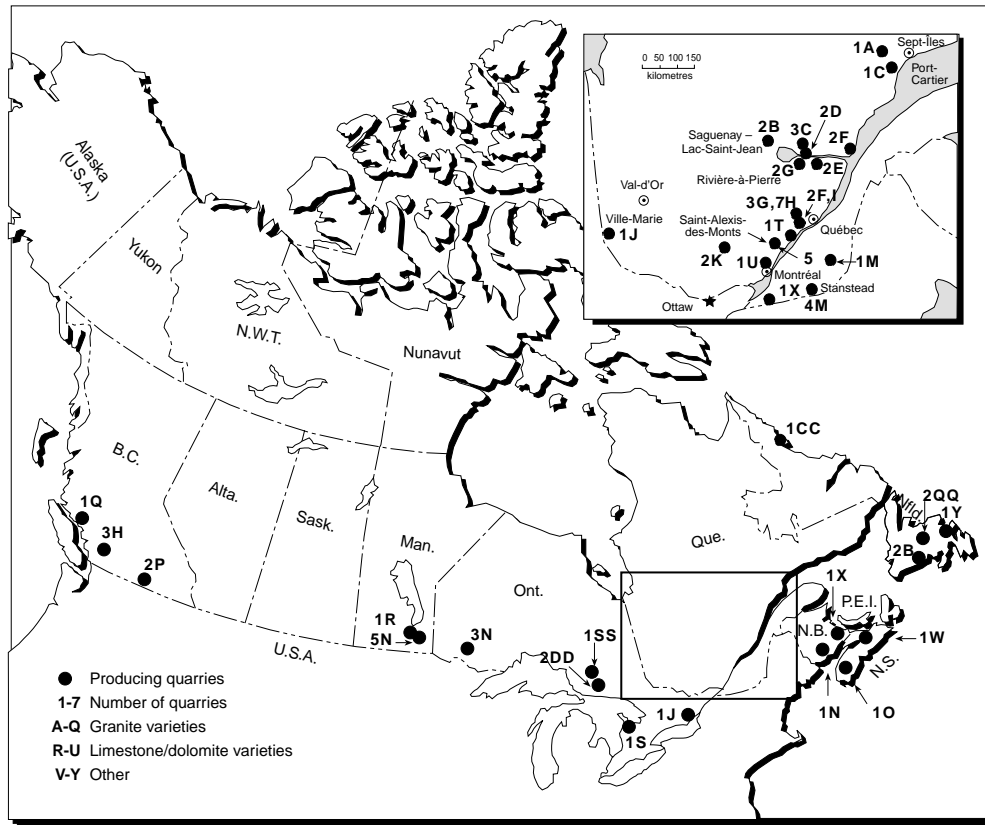 1A
Sept-Îles
0 50 100 150
kilometres
1C
Port-
Cartier
2D
2B
3C
2F
Saguenay –
Lac-Saint-Jean
2G
2E
Rivière-à-Pierre
Val-d'Or
3G,7H
2F,I
Ville-Marie
Saint-Alexis-
des-Monts
1T
Québec
1J
2K
1U
5
1M
Montréal
1X
Stanstead
Ottaw
4M
Alaska
(U.S.A.)
Yukon
N.W.T.
Nunavut
1CC
B.C.
Alta.
Sask.
Man.
Ont.
Que.
Nfld.
2QQ
1Y
2B
1Q
3H
2P
1R
5N
3N
1SS
2DD
1X
P.E.I.
N.B.
1W
N.S.
U.S.A.
1J
1S
1N
1O
Producing quarries
1-7 Number of quarries
A-Q Granite varieties
R-U Limestone/dolomite varieties
V-Y Other